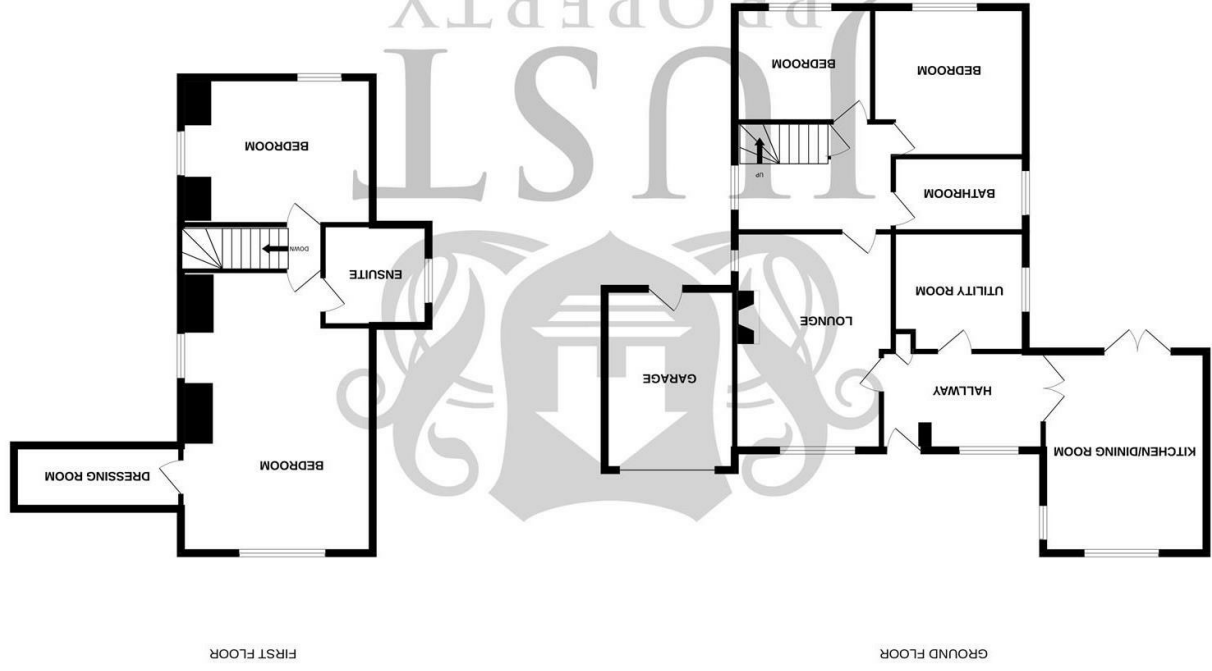 GROUND FLOOR
KITCHEN/DINING ROOM
HALLWAY
LOUNGE
GARAGE
UTILITY ROOM
BATHROOM
UP
BEDROOM
BEDROOM
FIRST FLOOR
BEDROOM
DRESSING ROOM
ENSUITE
DOWN
BEDROOM
JUST
PROPERTY